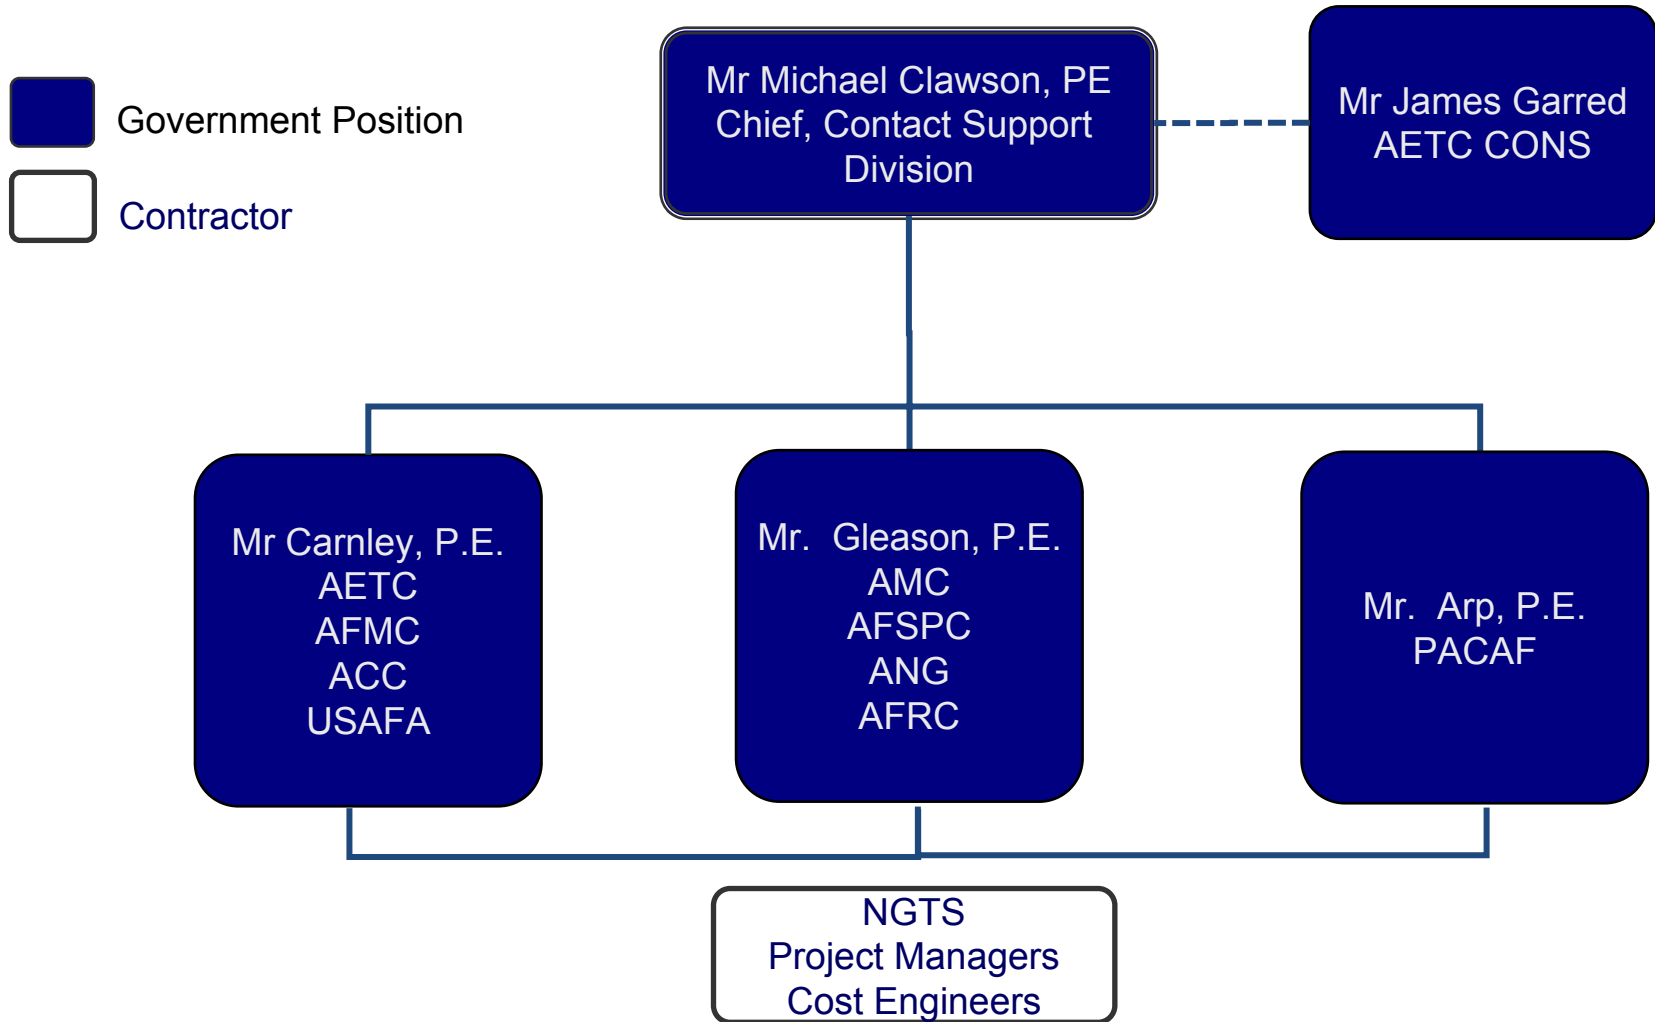 Government Position
Contractor
Mr Michael Clawson, PE
Chief, Contact Support
Division
Mr James Garred
AETC CONS
Mr Carnley, P.E.
AETC
AFMC
ACC
USAFA
Mr. Gleason, P.E.
AMC
AFSPC
ANG
AFRC
Mr. Arp, P.E.
PACAF
NGTS
Project Managers
Cost Engineers